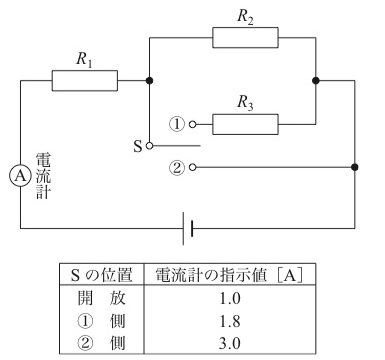 R₂
R₁
① R₃
S
②
A 電流計
Sの位置 電流計の指示値［A］
開 放 1.0
① 側 1.8
② 側 3.0